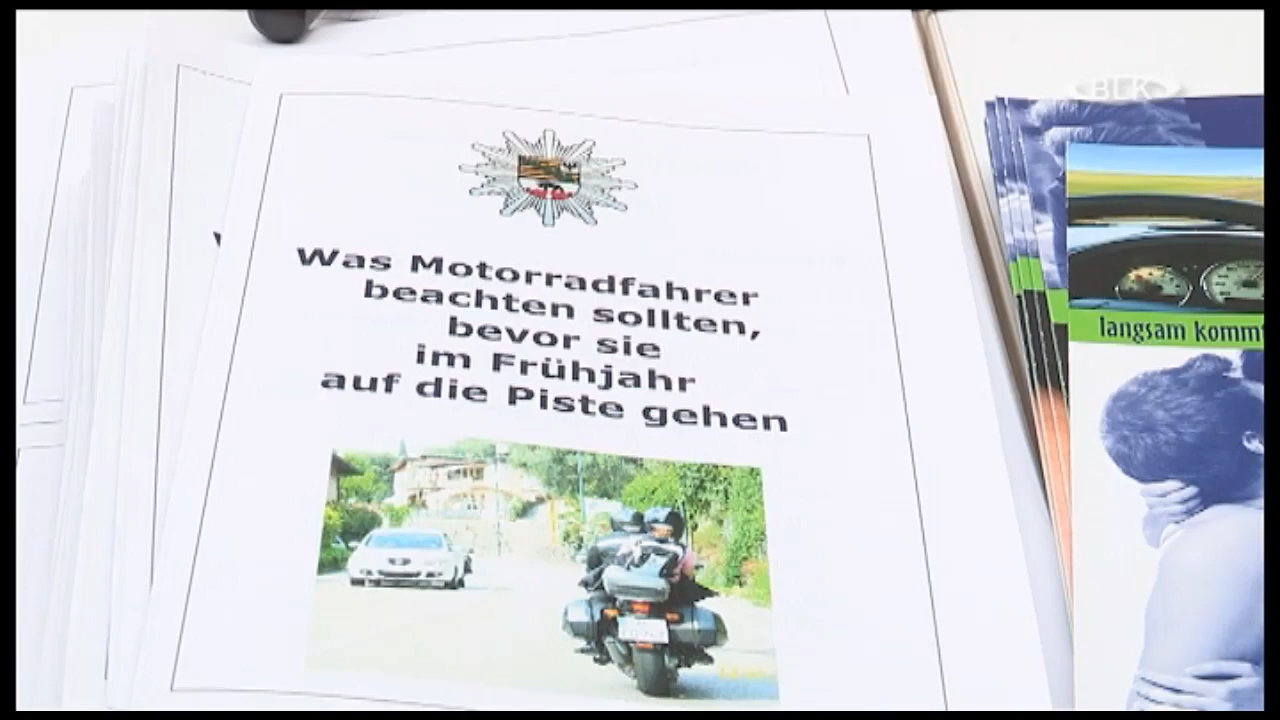 BLK
Was Motorradfahrer
beachten sollten,
bevor sie
im Frühjahr
auf die Piste gehen
langsam kommt